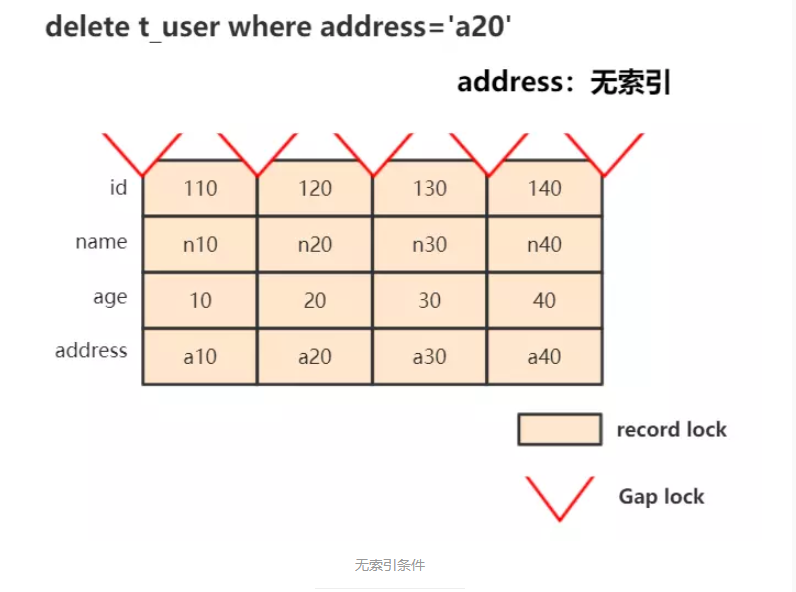 delete t_user where address='a20'
address：无索引
id 110 120 130 140
name n10 n20 n30 n40
age 10 20 30 40
address a10 a20 a30 a40
record lock
Gap lock
无索引条件